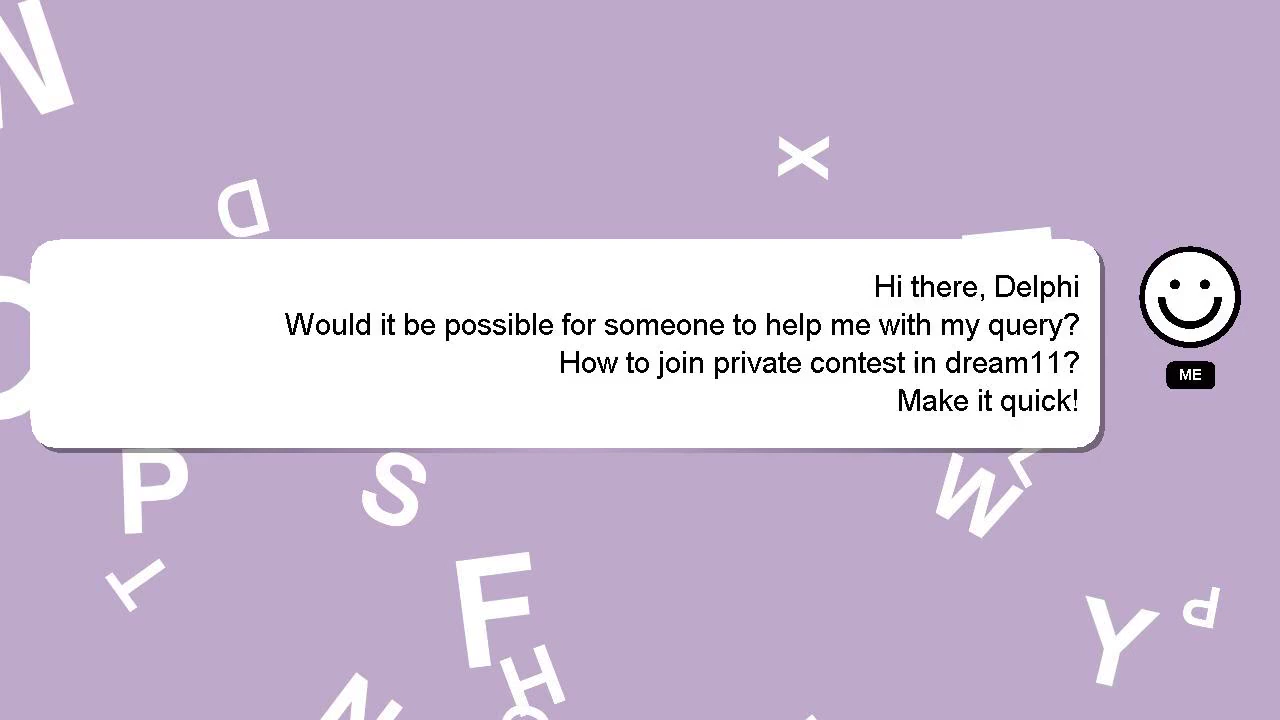 Hi there, Delphi
Would it be possible for someone to help me with my query?
How to join private contest in dream11?
Make it quick!
ME
N
D
X
P
S
W
L
T
F
H
Y
P
N